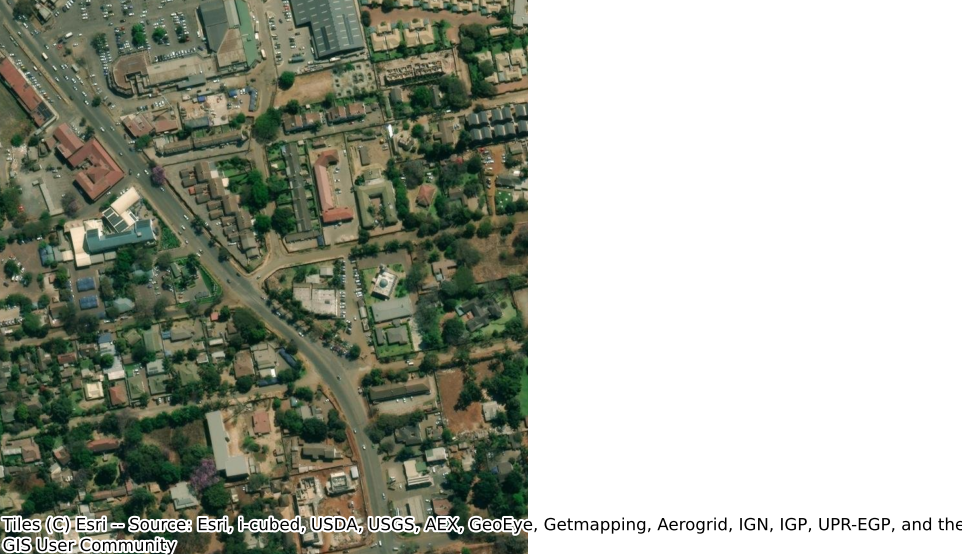 Tiles (C) Esri -- Source: Esri, i-cubed, USDA, USGS, AEX, GeoEye, Getmapping, Aerogrid, IGN, IGP, UPR-EGP, and the
GIS User Community